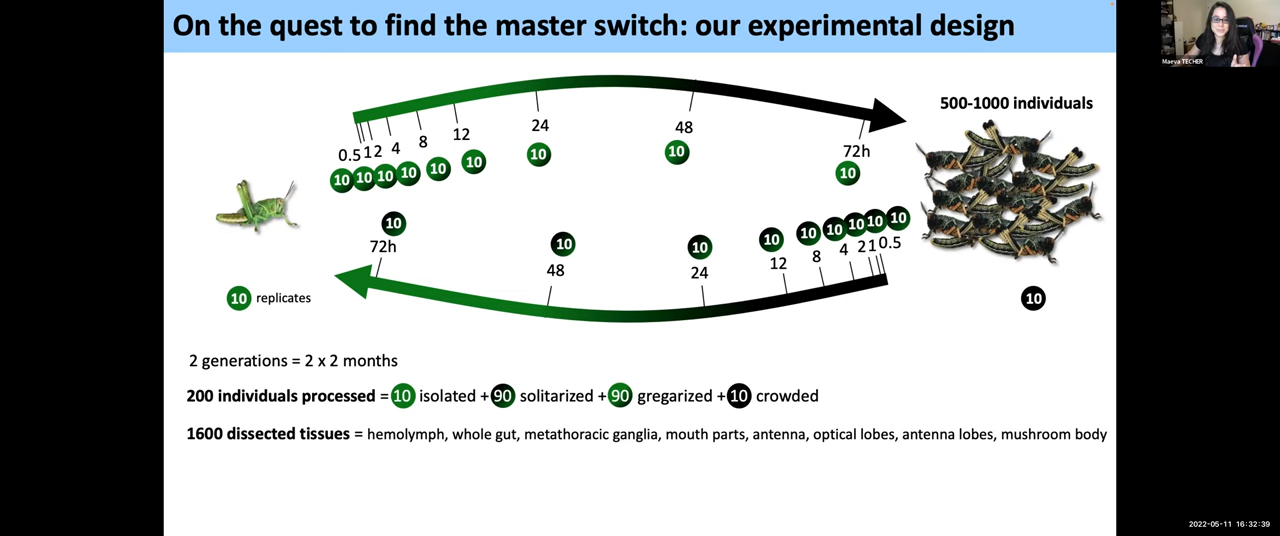 On the quest to find the master switch: our experimental design
Maeva TECHER
500-1000 individuals
0.5 1 2 4 8 12 24 48 72h
10 10 10 10 10 10 10 10 10
10 10 10 10 10 10 10 10 10
72h 48 24 12 8 4 2 1 0.5
10 replicates
10
2 generations = 2 x 2 months
200 individuals processed = 10 isolated + 90 solitarized + 90 gregarized + 10 crowded
1600 dissected tissues = hemolymph, whole gut, metathoracic ganglia, mouth parts, antenna, optical lobes, antenna lobes, mushroom body
2022-05-11 16:32:39